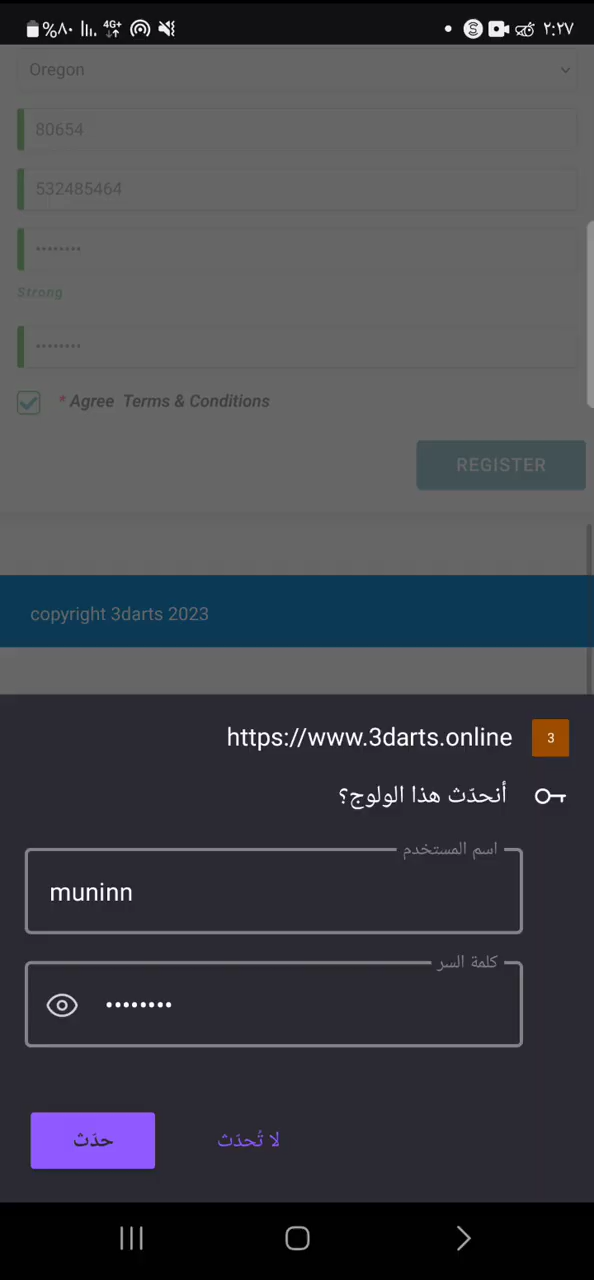 %٨٠ 4G+ S ٢:٢٧
Oregon
80654
532485464
••••••••
Strong
••••••••
* Agree Terms & Conditions
REGISTER
copyright 3darts 2023
https://www.3darts.online 3
أنحدّث هذا الولوج؟
اسم المستخدم
muninn
كلمة السر
••••••••
حدّث لا تُحدّث